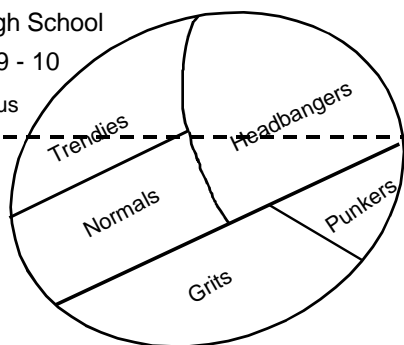 gh School
9 - 10
us
Trendies
Headbangers
Normals
Punkers
Grits